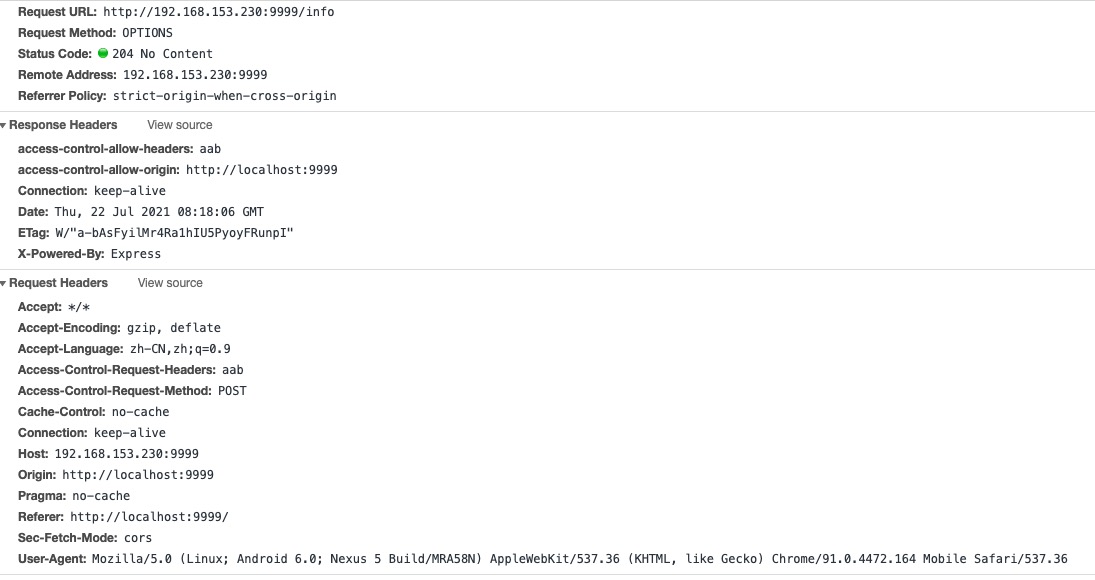 Request URL: http://192.168.153.230:9999/info
Request Method: OPTIONS
Status Code: 204 No Content
Remote Address: 192.168.153.230:9999
Referrer Policy: strict-origin-when-cross-origin
Response Headers View source
access-control-allow-headers: aab
access-control-allow-origin: http://localhost:9999
Connection: keep-alive
Date: Thu, 22 Jul 2021 08:18:06 GMT
ETag: W/"a-bAsFyilMr4Ra1hIU5PyoyFRunpI"
X-Powered-By: Express
Request Headers View source
Accept: */*
Accept-Encoding: gzip, deflate
Accept-Language: zh-CN,zh;q=0.9
Access-Control-Request-Headers: aab
Access-Control-Request-Method: POST
Cache-Control: no-cache
Connection: keep-alive
Host: 192.168.153.230:9999
Origin: http://localhost:9999
Pragma: no-cache
Referer: http://localhost:9999/
Sec-Fetch-Mode: cors
User-Agent: Mozilla/5.0 (Linux; Android 6.0; Nexus 5 Build/MRA58N) AppleWebKit/537.36 (KHTML, like Gecko) Chrome/91.0.4472.164 Mobile Safari/537.36